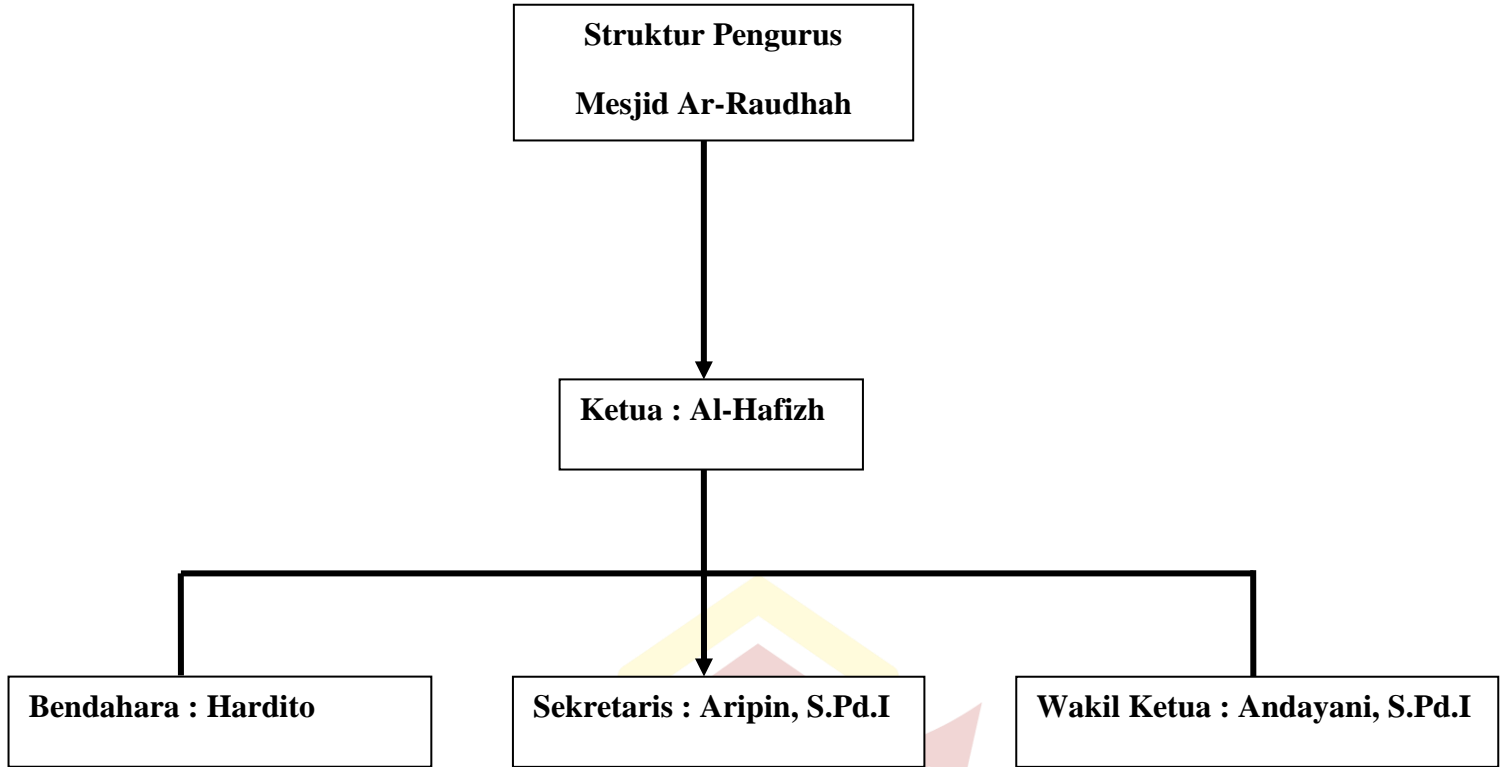 Struktur Pengurus
Mesjid Ar-Raudhah
Ketua : Al-Hafizh
Bendahara : Hardito
Sekretaris : Aripin, S.Pd.I
Wakil Ketua : Andayani, S.Pd.I